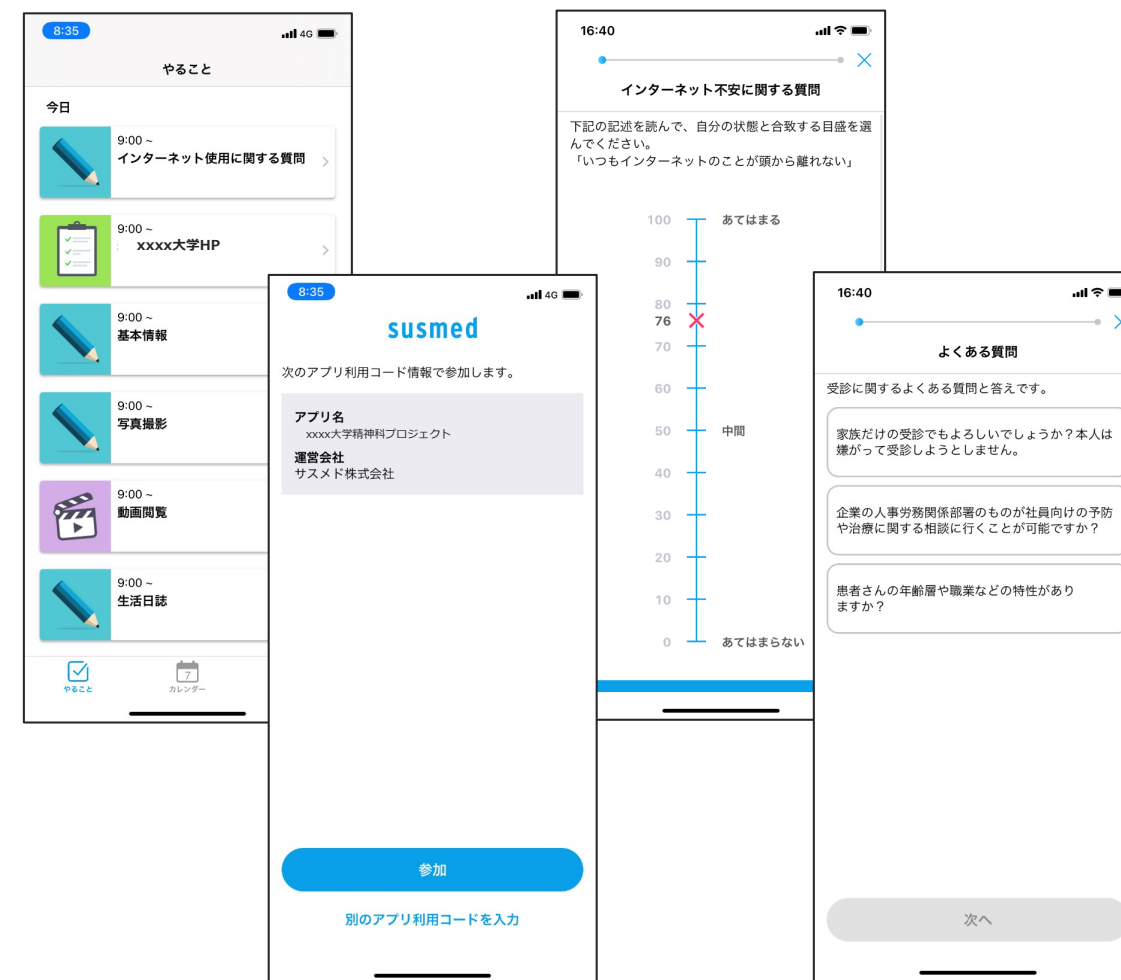 8:35
4G
やること
今日
9:00 ~
インターネット使用に関する質問
9:00 ~
xxxx大学HP
9:00 ~
基本情報
9:00 ~
写真撮影
9:00 ~
動画閲覧
9:00 ~
生活日誌
やること
7
カレンダー
8:35
4G
susmed
次のアプリ利用コード情報で参加します。
アプリ名
xxxx大学精神科プロジェクト
運営会社
サスメド株式会社
参加
別のアプリ利用コードを入力
16:40
インターネット不安に関する質問
下記の記述を読んで、自分の状態と合致する目盛を選
んでください。
「いつもインターネットのことが頭から離れない」
100 あてはまる
90
80
76
70
60
50 中間
40
30
20
10
0 あてはまらない
16:40
よくある質問
受診に関するよくある質問と答えです。
家族だけの受診でもよろしいでしょうか？本人は
嫌がって受診しようとしません。
企業の人事労務関係部署のものが社員向けの予防
や治療に関する相談に行くことが可能ですか？
患者さんの年齢層や職業などの特性があり
ますか？
次へ